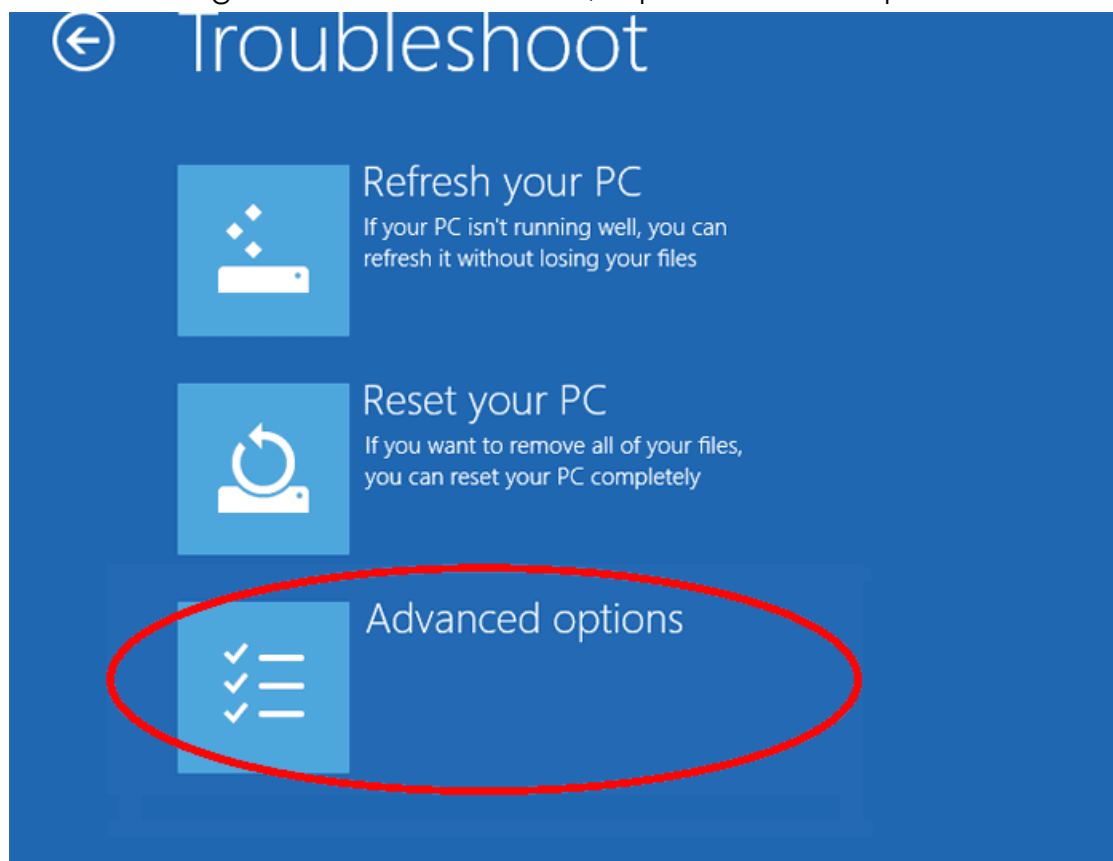 Troubleshoot
Refresh your PC
If your PC isn't running well, you can
refresh it without losing your files
Reset your PC
If you want to remove all of your files,
you can reset your PC completely
Advanced options